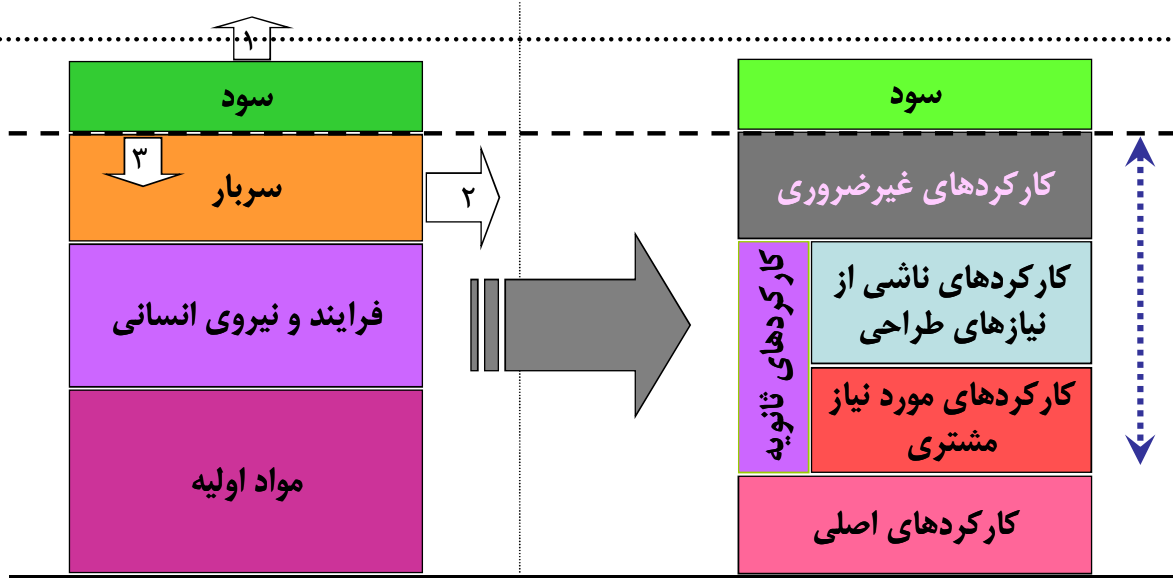 ۱
سود
۳
سربار
۲
فرایند و نیروی انسانی
مواد اولیه
سود
کارکردهای غیرضروری
کارکردهای ناشی از
نیازهای طراحی
کارکردهای ثانویه
کارکردهای مورد نیاز
مشتری
کارکردهای اصلی